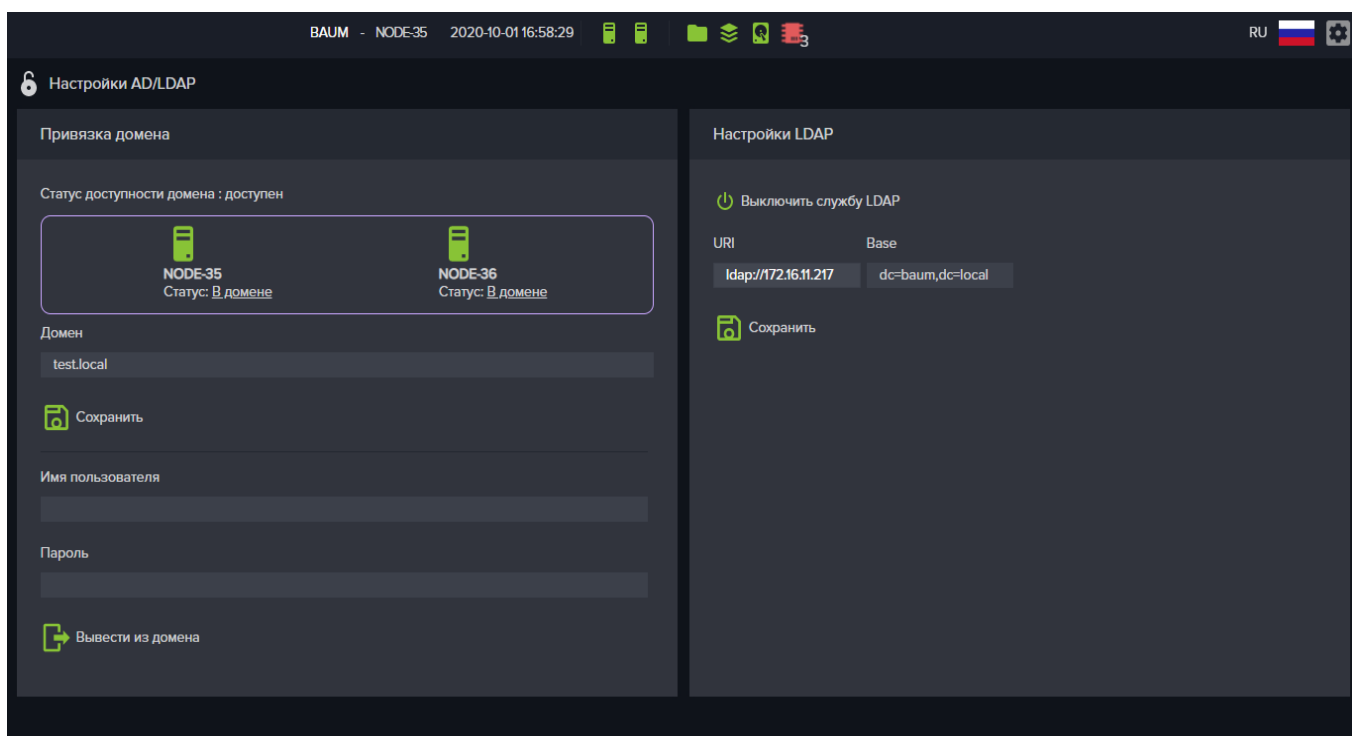 BAUM - NODE-35 2020-10-01 16:58:29 3 RU
Настройки AD/LDAP
Привязка домена
Статус доступности домена : доступен
NODE-35
Статус: В домене
NODE-36
Статус: В домене
Домен
test.local
Сохранить
Имя пользователя
Пароль
Вывести из домена
Настройки LDAP
Выключить службу LDAP
URI Base
ldap://172.16.11.217 dc=baum,dc=local
Сохранить